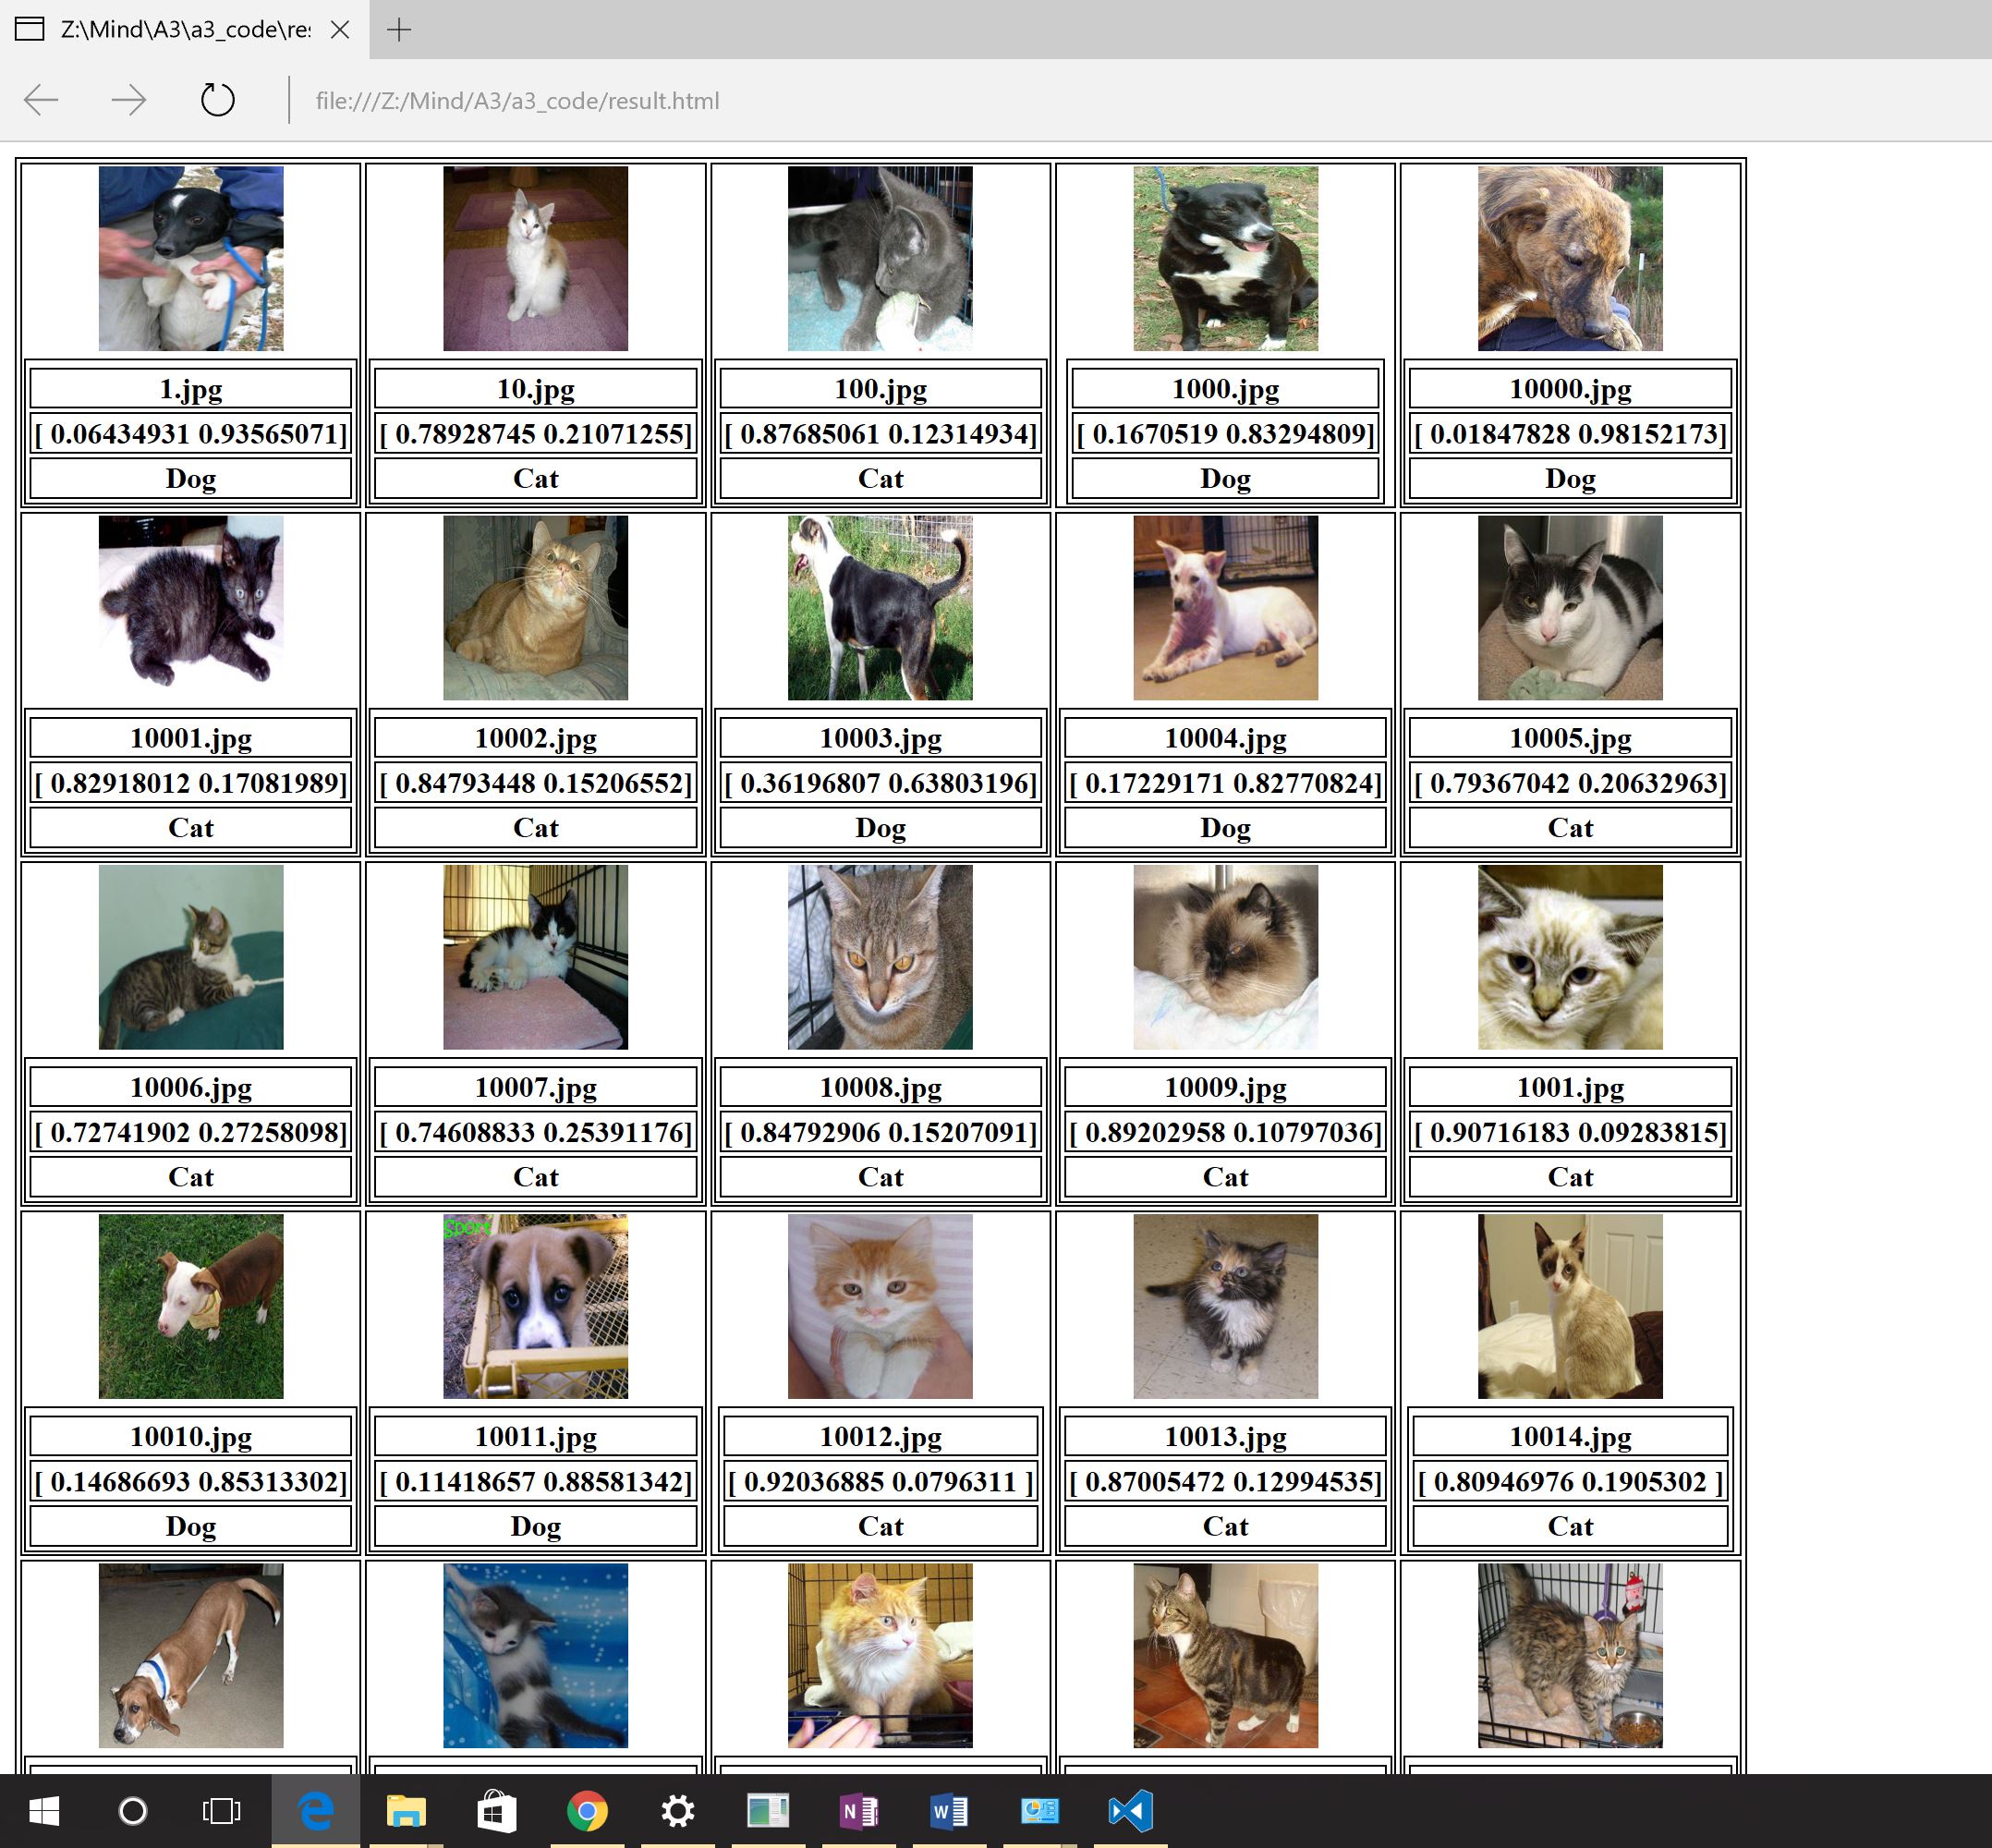 Z:\Mind\A3\a3_code\res
file:///Z:/Mind/A3/a3_code/result.html
1.jpg 10.jpg 100.jpg 1000.jpg 10000.jpg
[ 0.06434931 0.93565071] [ 0.78928745 0.21071255] [ 0.87685061 0.12314934] [ 0.1670519 0.83294809] [ 0.01847828 0.98152173]
Dog Cat Cat Dog Dog
10001.jpg 10002.jpg 10003.jpg 10004.jpg 10005.jpg
[ 0.82918012 0.17081989] [ 0.84793448 0.15206552] [ 0.36196807 0.63803196] [ 0.17229171 0.82770824] [ 0.79367042 0.20632963]
Cat Cat Dog Dog Cat
10006.jpg 10007.jpg 10008.jpg 10009.jpg 1001.jpg
[ 0.72741902 0.27258098] [ 0.74608833 0.25391176] [ 0.84792906 0.15207091] [ 0.89202958 0.10797036] [ 0.90716183 0.09283815]
Cat Cat Cat Cat Cat
Sport
10010.jpg 10011.jpg 10012.jpg 10013.jpg 10014.jpg
[ 0.14686693 0.85313302] [ 0.11418657 0.88581342] [ 0.92036885 0.0796311 ] [ 0.87005472 0.12994535] [ 0.80946976 0.1905302 ]
Dog Dog Cat Cat Cat
N W